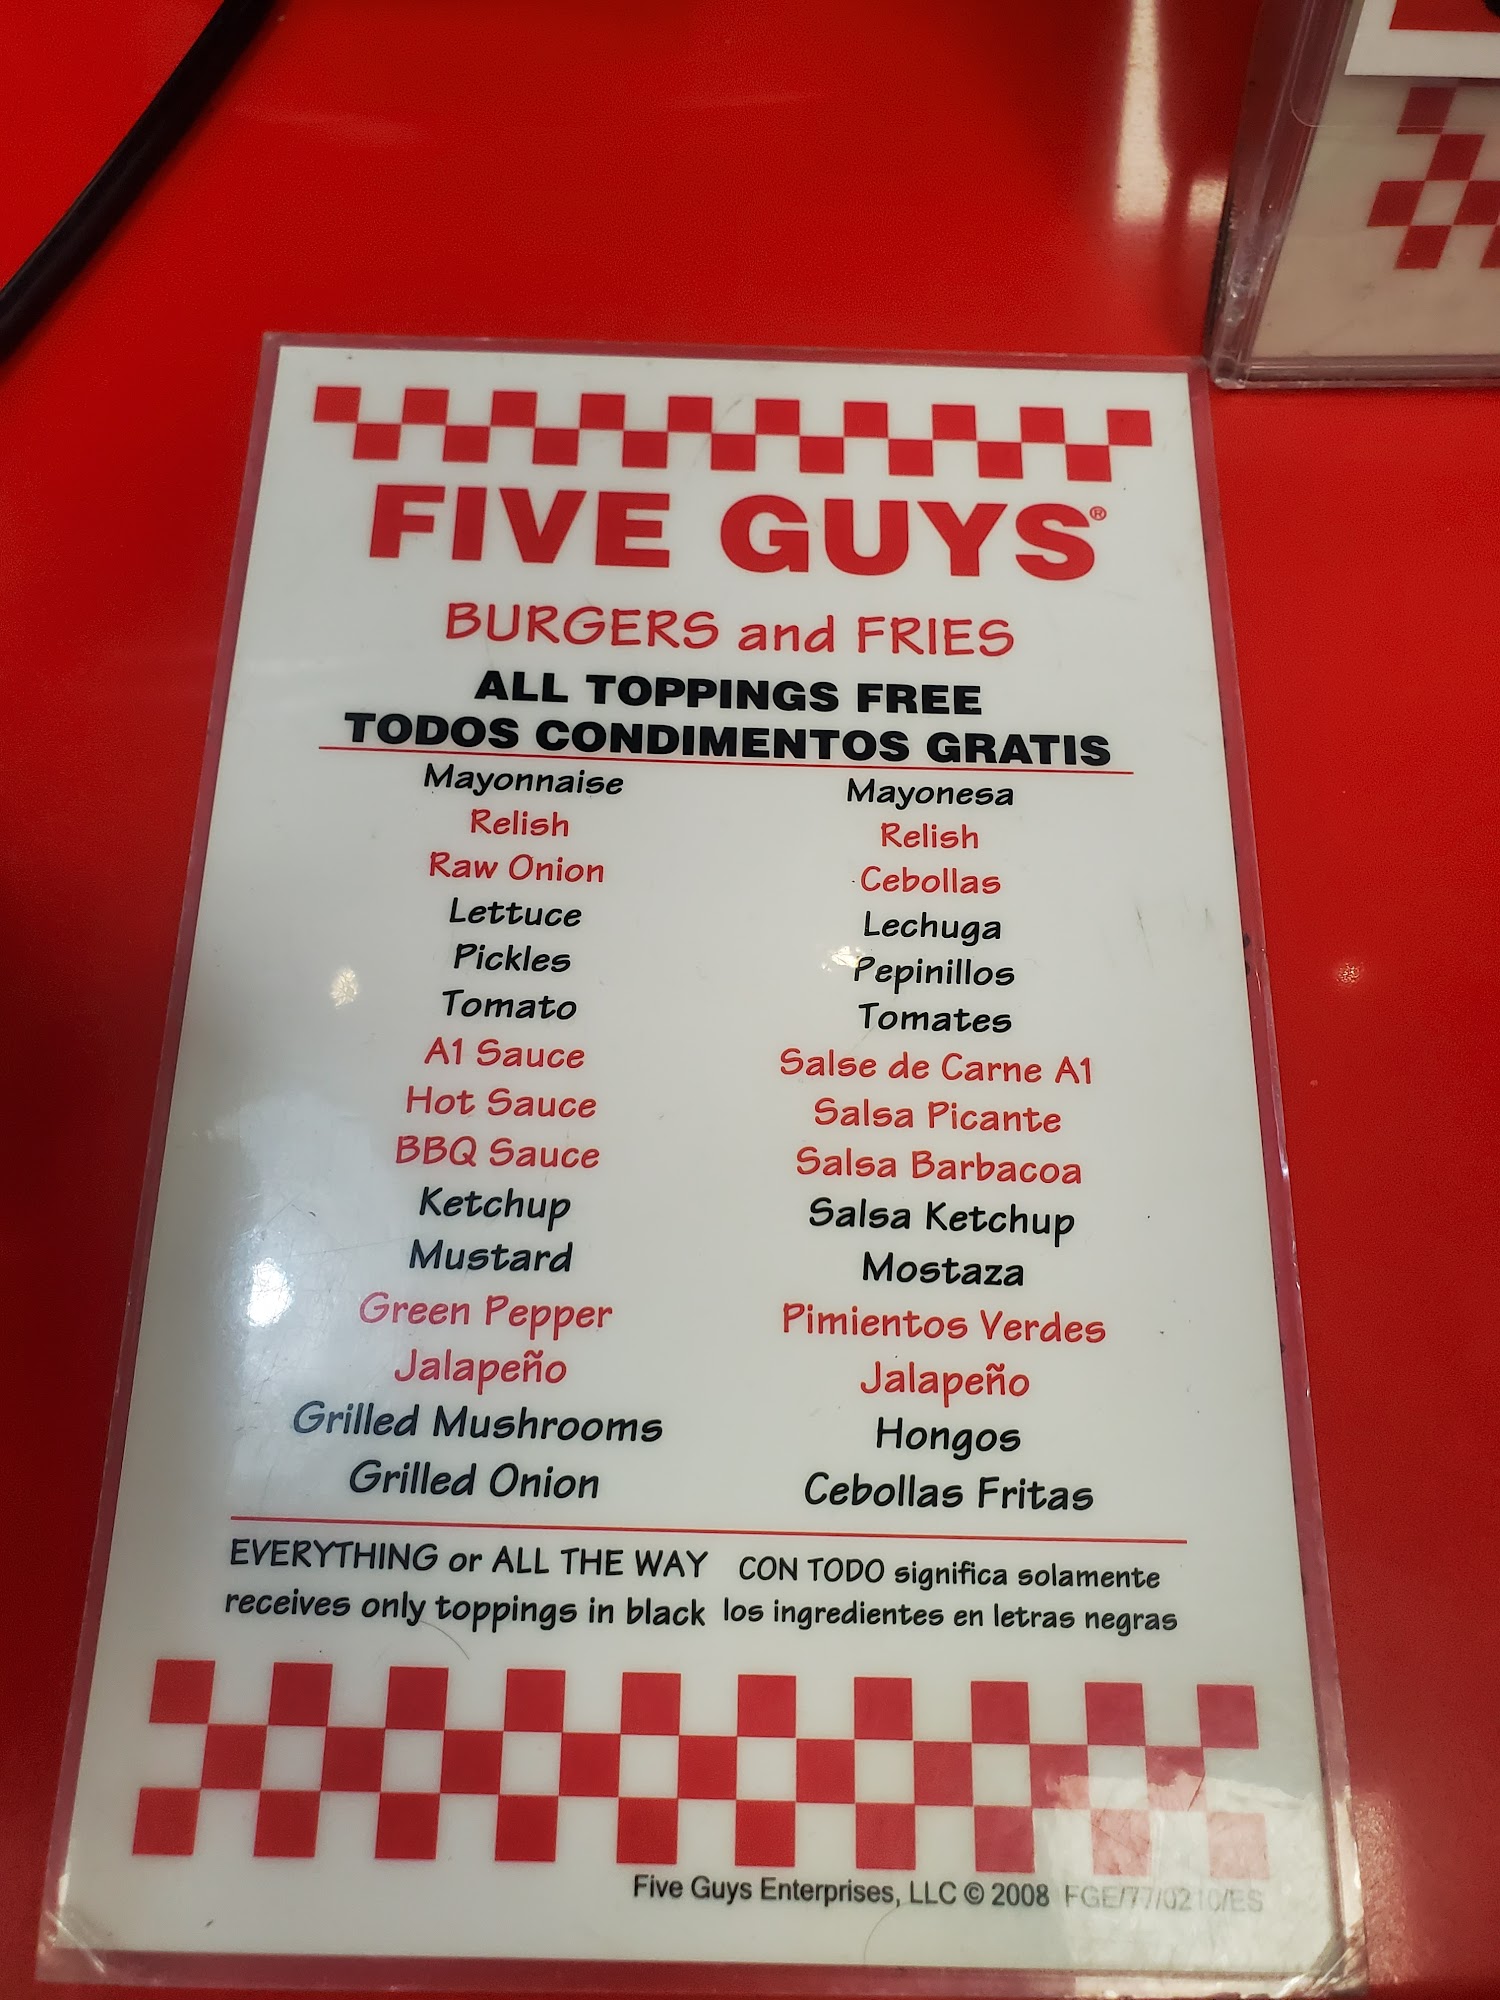 FIVE GUYS®
BURGERS and FRIES
ALL TOPPINGS FREE
TODOS CONDIMENTOS GRATIS
Mayonnaise
Relish
Raw Onion
Lettuce
Pickles
Tomato
A1 Sauce
Hot Sauce
BBQ Sauce
Ketchup
Mustard
Green Pepper
Jalapeño
Grilled Mushrooms
Grilled Onion
Mayonesa
Relish
Cebollas
Lechuga
Pepinillos
Tomates
Salse de Carne A1
Salsa Picante
Salsa Barbacoa
Salsa Ketchup
Mostaza
Pimientos Verdes
Jalapeño
Hongos
Cebollas Fritas
EVERYTHING or ALL THE WAY
receives only toppings in black
CON TODO significa solamente
los ingredientes en letras negras
Five Guys Enterprises, LLC © 2008 FGE/77/0210/ES